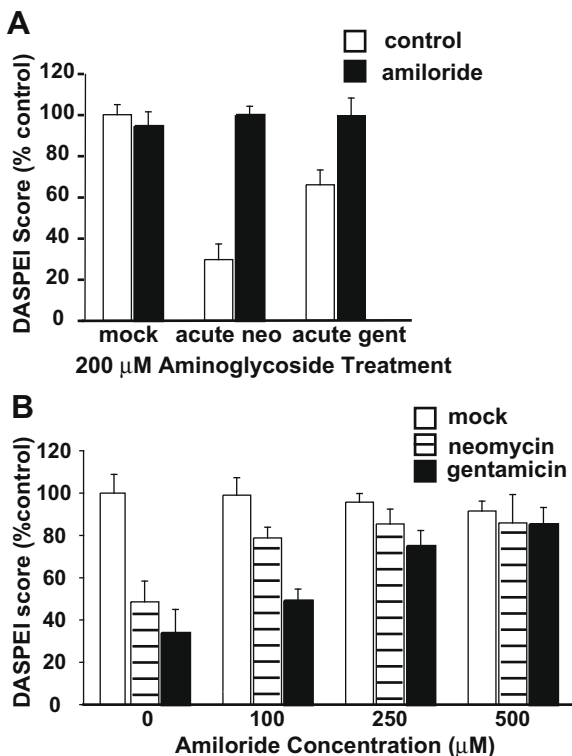 A
control
amiloride
120
100
80
60
40
20
0
DASPEI Score (% control)
mock acute neo acute gent
200 μM Aminoglycoside Treatment
B
mock
neomycin
gentamicin
120
100
80
60
40
20
0
DASPEI score (%control)
0 100 250 500
Amiloride Concentration (μM)